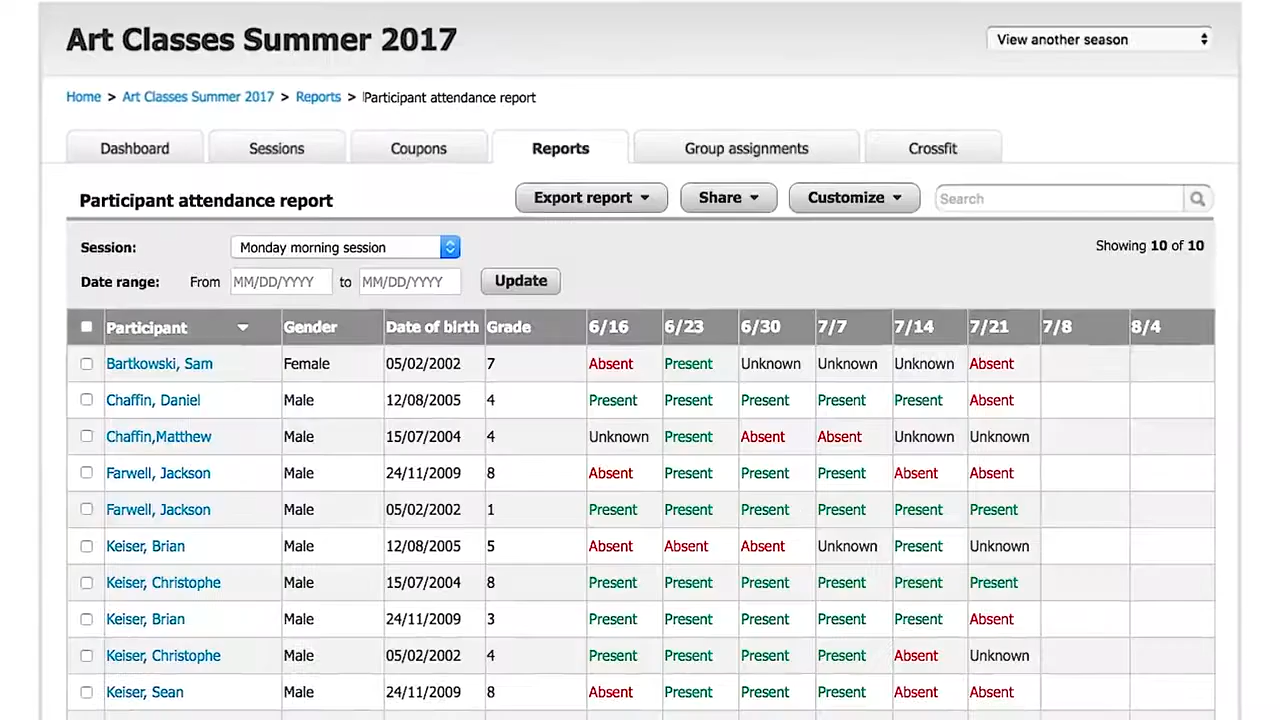 Art Classes Summer 2017
View another season
Home > Art Classes Summer 2017 > Reports > Participant attendance report
Dashboard Sessions Coupons Reports Group assignments Crossfit
Participant attendance report Export report Share Customize Search
Session: Monday morning session Showing 10 of 10
Date range: From MM/DD/YYYY to MM/DD/YYYY Update
Participant Gender Date of birth Grade 6/16 6/23 6/30 7/7 7/14 7/21 7/8 8/4
Bartkowski, Sam Female 05/02/2002 7 Absent Present Unknown Unknown Unknown Absent
Chaffin, Daniel Male 12/08/2005 4 Present Present Present Present Present Absent
Chaffin,Matthew Male 15/07/2004 4 Unknown Present Absent Absent Unknown Unknown
Farwell, Jackson Male 24/11/2009 8 Absent Present Present Present Absent Absent
Farwell, Jackson Male 05/02/2002 1 Present Present Present Present Present Present
Keiser, Brian Male 12/08/2005 5 Absent Absent Absent Unknown Present Unknown
Keiser, Christophe Male 15/07/2004 8 Present Present Present Present Present Present
Keiser, Brian Male 24/11/2009 3 Present Present Present Present Present Absent
Keiser, Christophe Male 05/02/2002 4 Present Present Present Present Absent Unknown
Keiser, Sean Male 24/11/2009 8 Absent Present Present Present Absent Absent